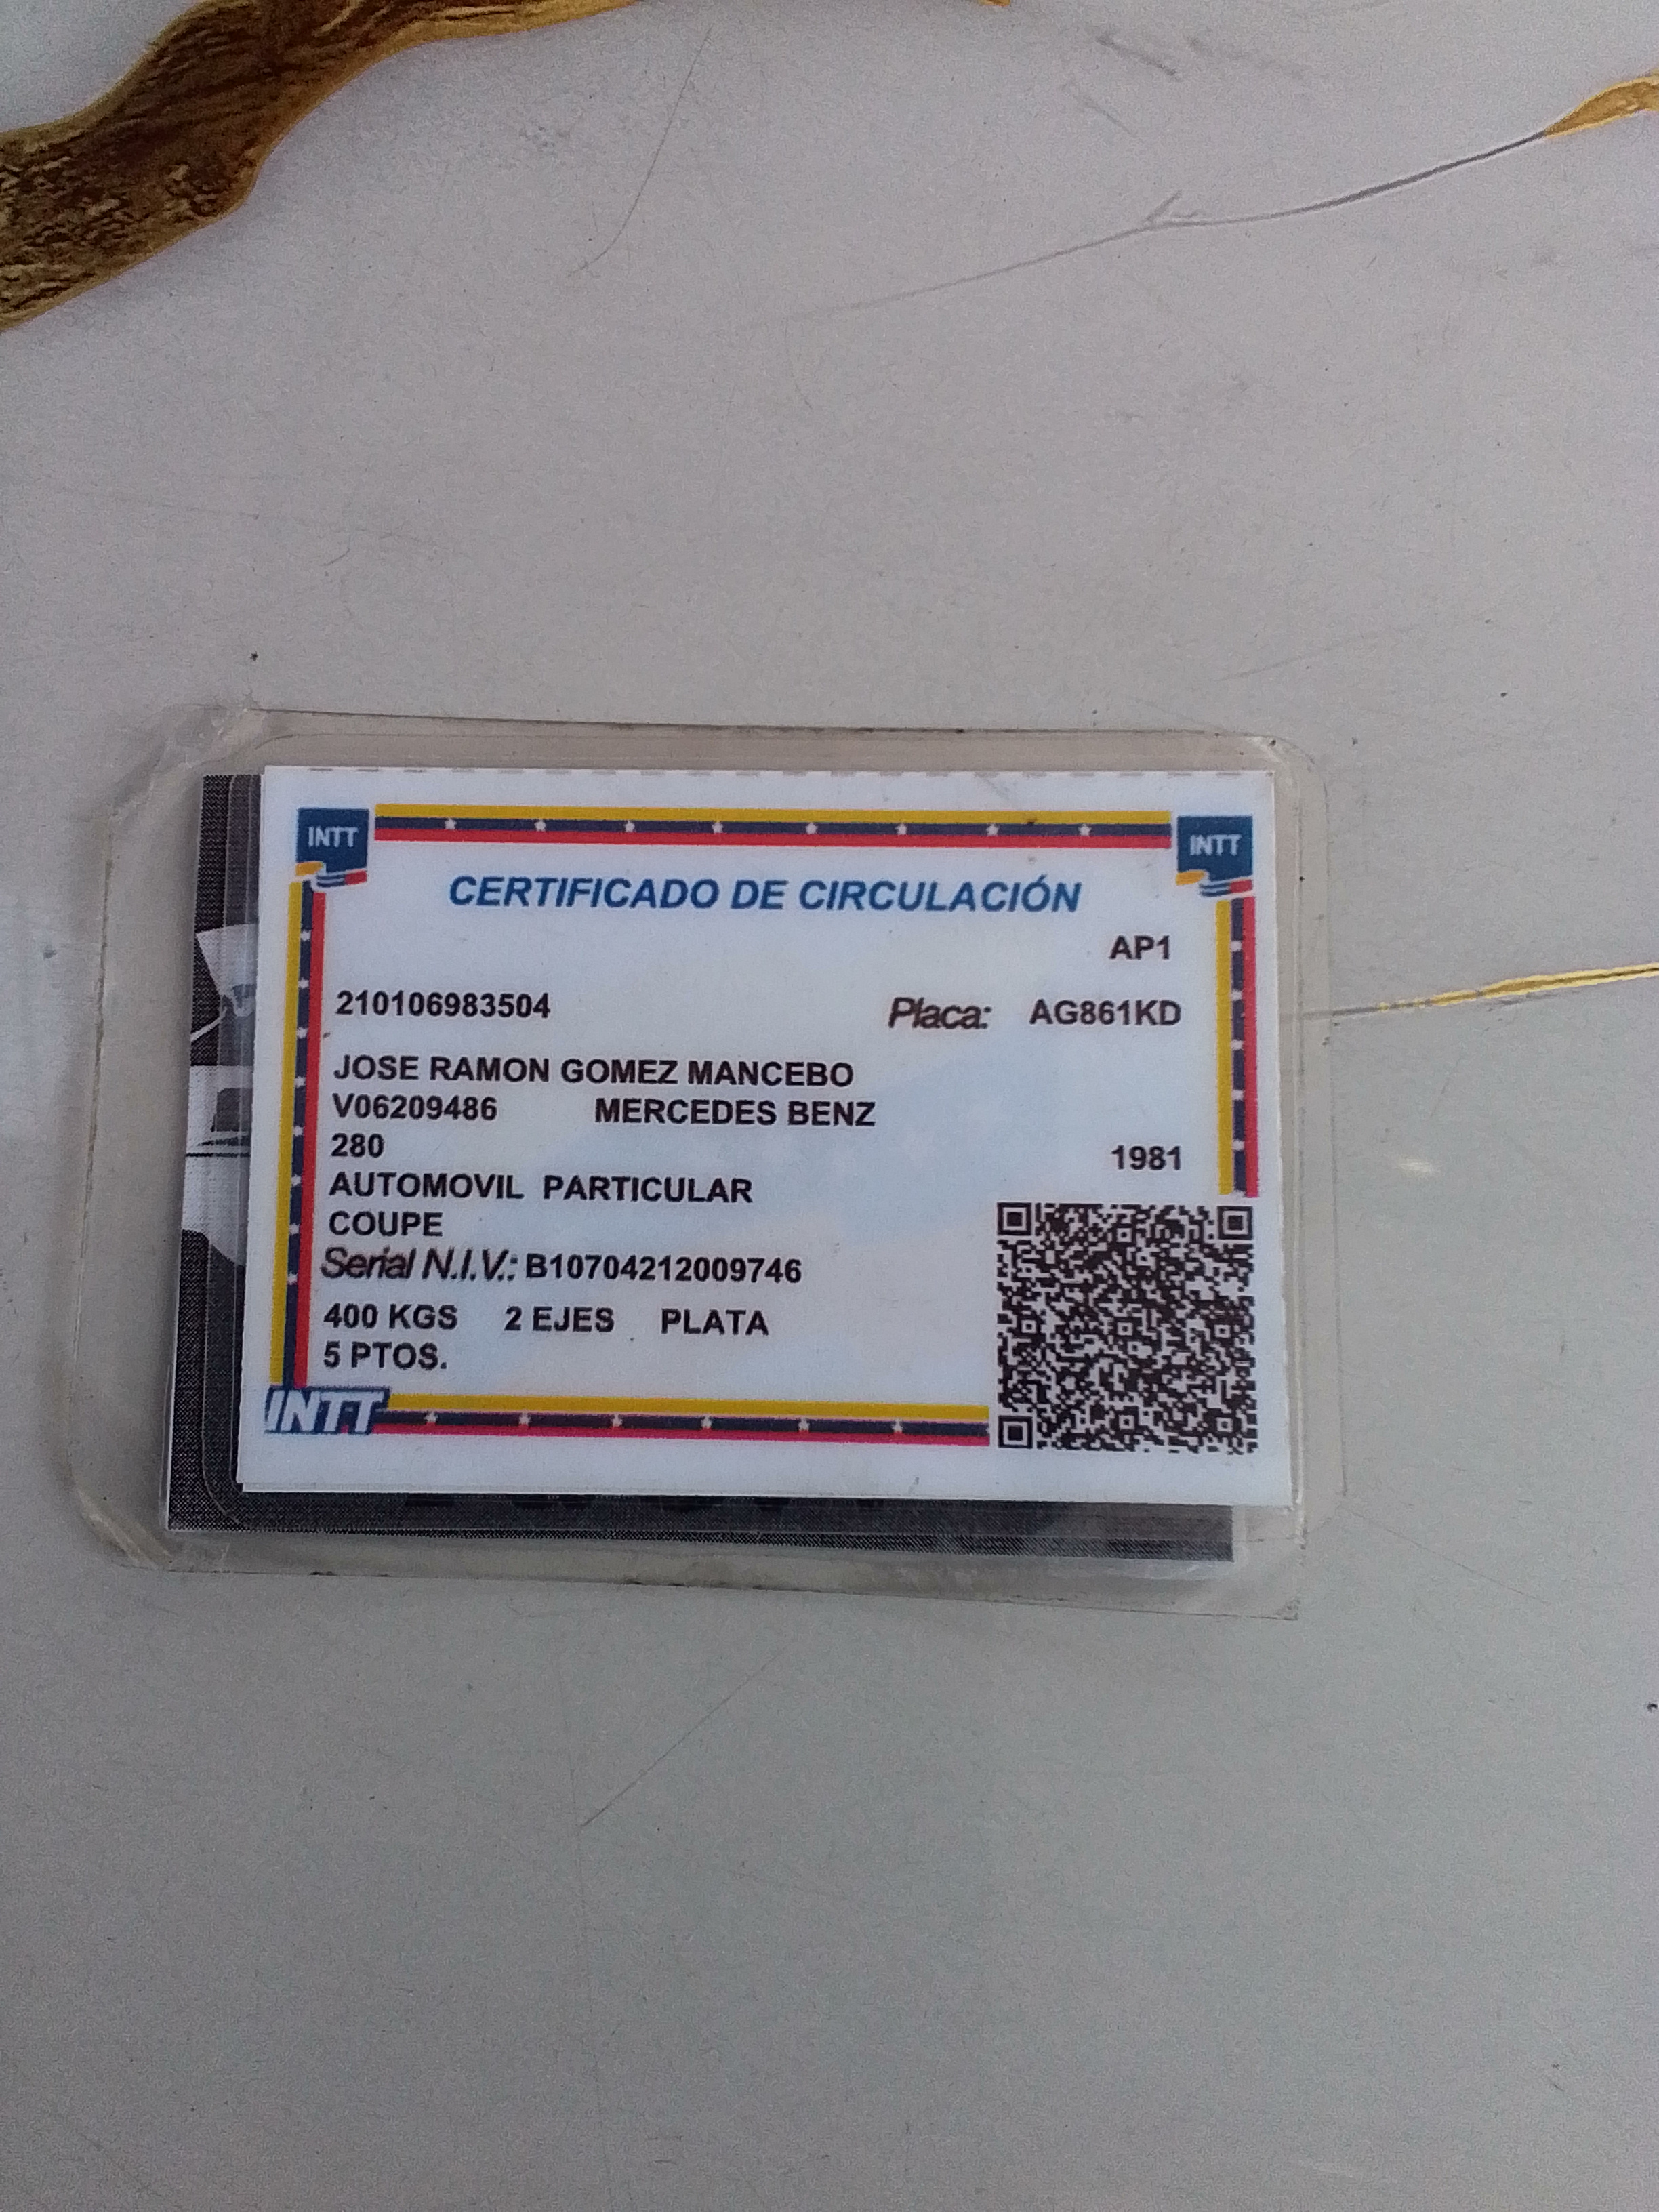 INTT
INTT
CERTIFICADO DE CIRCULACIÓN
AP1
210106983504 Placa: AG861KD
JOSE RAMON GOMEZ MANCEBO
V06209486 MERCEDES BENZ
280 1981
AUTOMOVIL PARTICULAR
COUPE
Serial N.I.V.: B10704212009746
400 KGS 2 EJES PLATA
5 PTOS.
INTT